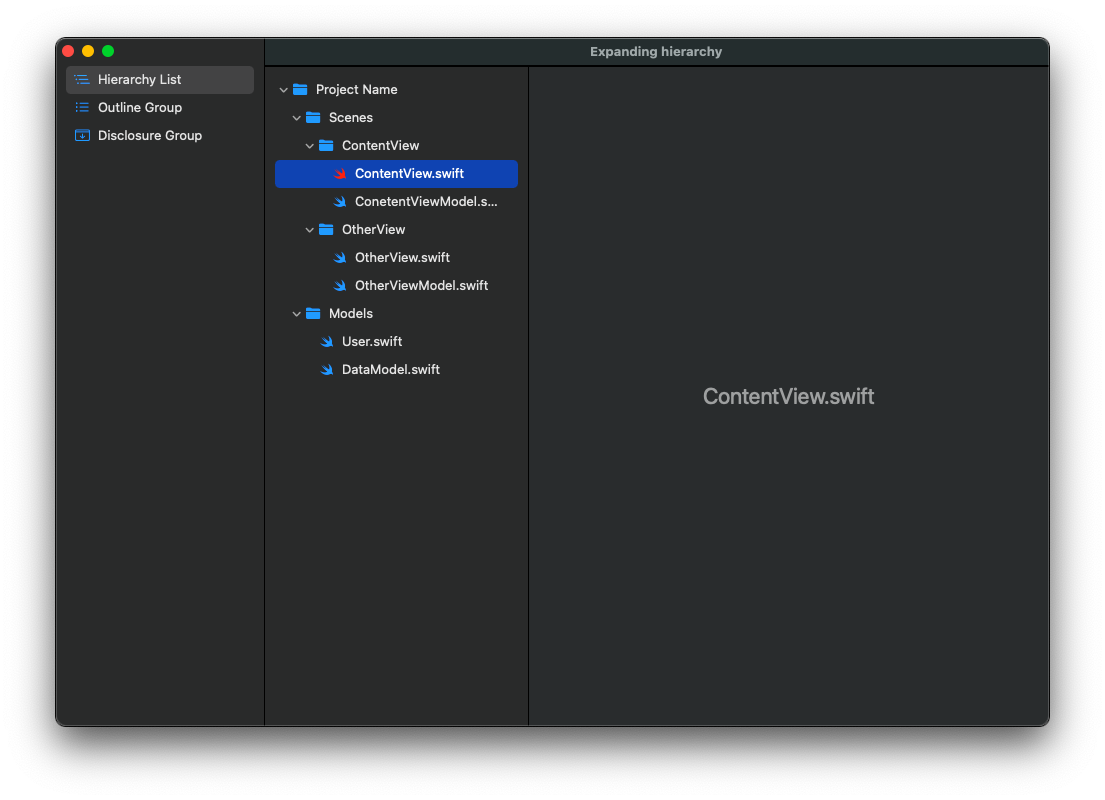 Expanding hierarchy
Hierarchy List
Outline Group
Disclosure Group
Project Name
Scenes
ContentView
ContentView.swift
ConetentViewModel.s...
OtherView
OtherView.swift
OtherViewModel.swift
Models
User.swift
DataModel.swift
ContentView.swift